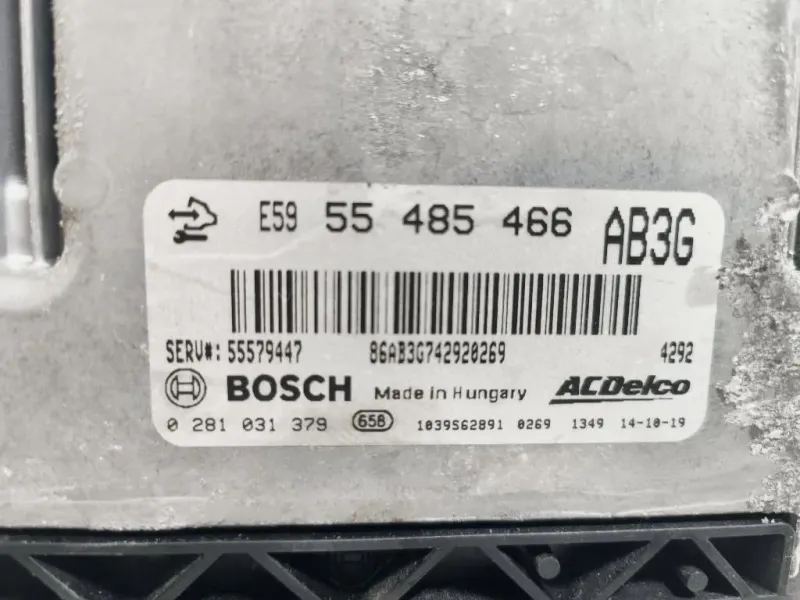 E59 55 485 466 AB3G
SERV#: 55579447 86AB3G742920269 4292
BOSCH Made in Hungary ACDelco
0 281 031 379 658 1039S62891 0269 1349 14-10-19